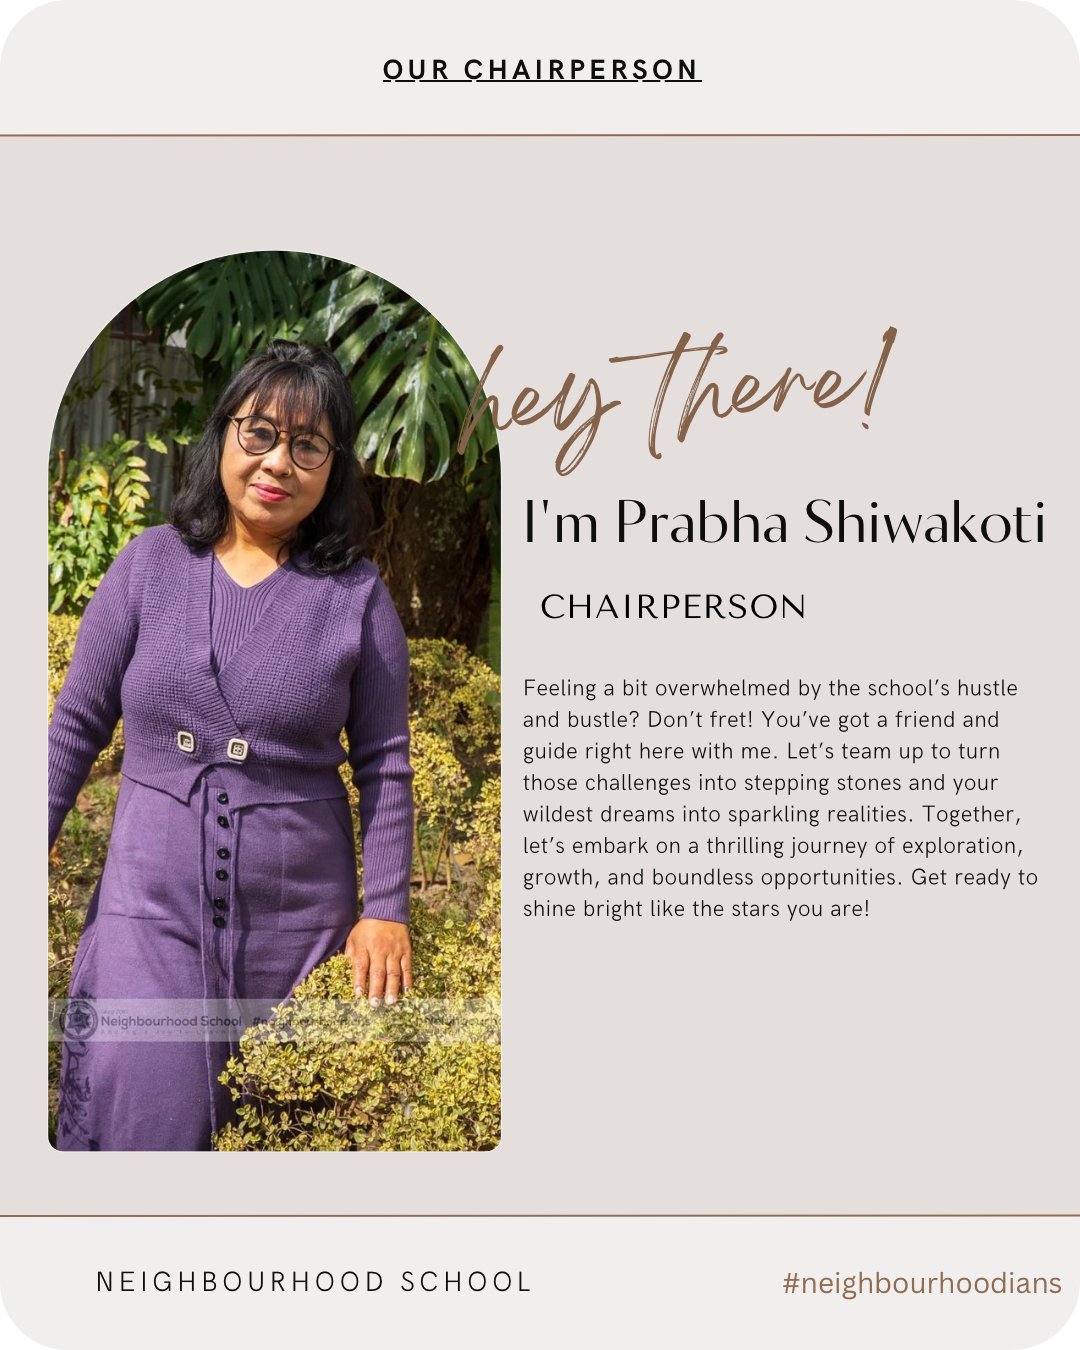 OUR CHAIRPERSON
hey there!
I'm Prabha Shiwakoti
CHAIRPERSON
Feeling a bit overwhelmed by the school’s hustle
and bustle? Don’t fret! You’ve got a friend and
guide right here with me. Let’s team up to turn
those challenges into stepping stones and your
wildest dreams into sparkling realities. Together,
let’s embark on a thrilling journey of exploration,
growth, and boundless opportunities. Get ready to
shine bright like the stars you are!
Neighbourhood School
NEIGHBOURHOOD SCHOOL
#neighbourhoodians